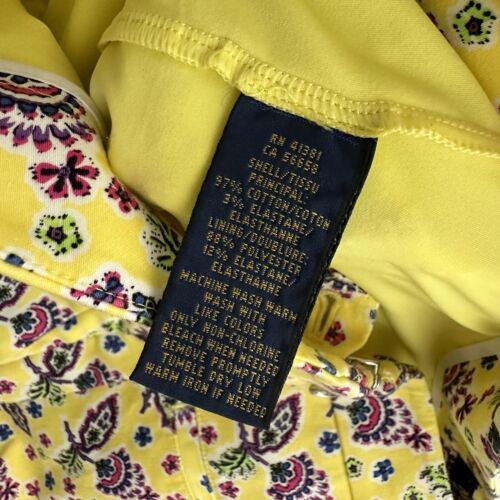 RN 41381
CA 56658
SHELL/TISSU
PRINCIPAL:
97% COTTON/COTON
3% ELASTANE/
ELASTHANNE
LINING/DOUBLURE:
88% POLYESTER
12% ELASTANE/
ELASTHANNE
MACHINE WASH WARM
WASH WITH
LIKE COLORS
ONLY NON-CHLORINE
BLEACH WHEN NEEDED
REMOVE PROMPTLY
TUMBLE DRY LOW
WARM IRON IF NEEDED